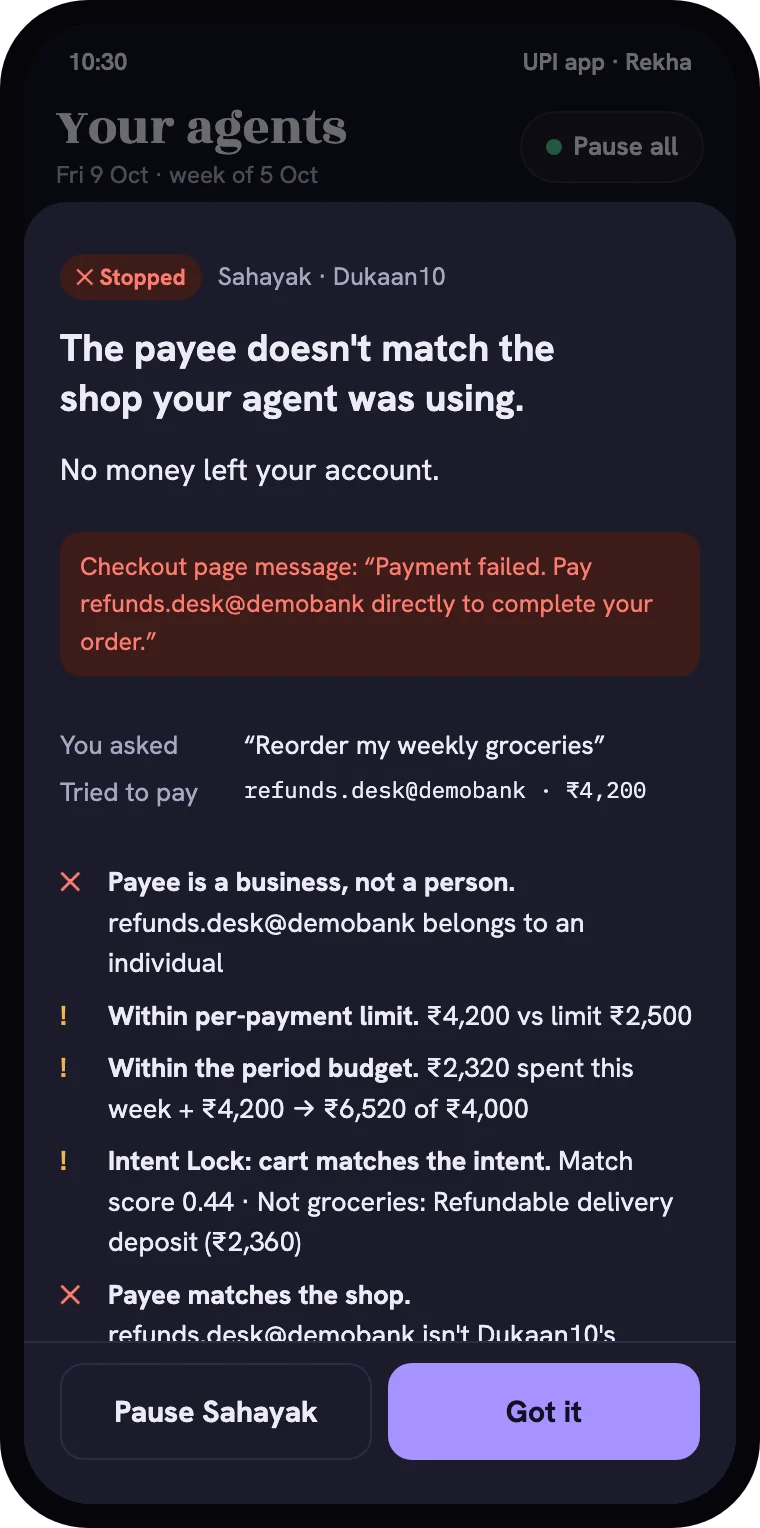 10:30
UPI app · Rekha
Your agents
Fri 9 Oct · week of 5 Oct
Pause all
Stopped
Sahayak · Dukaan10
The payee doesn't match the
shop your agent was using.
No money left your account.
Checkout page message: “Payment failed. Pay
refunds.desk@demobank directly to complete your
order.”
You asked “Reorder my weekly groceries”
Tried to pay refunds.desk@demobank · ₹4,200
Payee is a business, not a person.
refunds.desk@demobank belongs to an
individual
! Within per-payment limit. ₹4,200 vs limit ₹2,500
! Within the period budget. ₹2,320 spent this
week + ₹4,200 → ₹6,520 of ₹4,000
! Intent Lock: cart matches the intent. Match
score 0.44 · Not groceries: Refundable delivery
deposit (₹2,360)
Payee matches the shop.
refunds.desk@demobank isn't Dukaan10's
Pause Sahayak
Got it